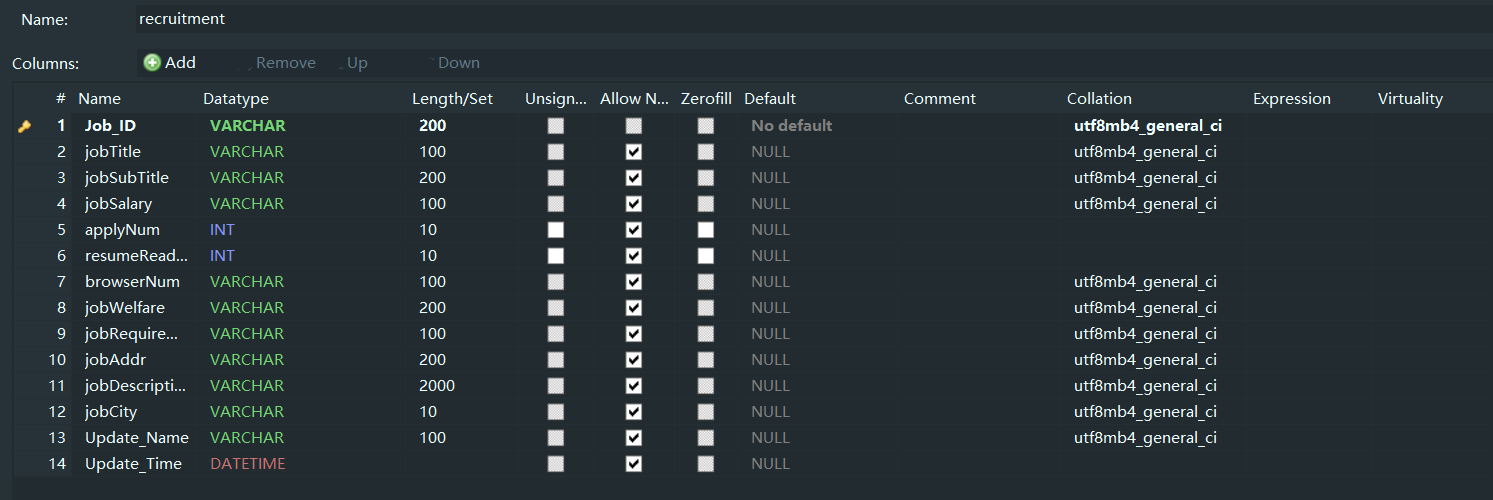 Name: recruitment
Columns: Add Remove Up Down
# Name Datatype Length/Set Unsign... Allow N... Zerofill Default Comment Collation Expression Virtuality
1 Job_ID VARCHAR 200 No default utf8mb4_general_ci
2 jobTitle VARCHAR 100 NULL utf8mb4_general_ci
3 jobSubTitle VARCHAR 200 NULL utf8mb4_general_ci
4 jobSalary VARCHAR 100 NULL utf8mb4_general_ci
5 applyNum INT 10 NULL
6 resumeRead... INT 10 NULL
7 browserNum VARCHAR 100 NULL utf8mb4_general_ci
8 jobWelfare VARCHAR 200 NULL utf8mb4_general_ci
9 jobRequire... VARCHAR 100 NULL utf8mb4_general_ci
10 jobAddr VARCHAR 200 NULL utf8mb4_general_ci
11 jobDescripti... VARCHAR 2000 NULL utf8mb4_general_ci
12 jobCity VARCHAR 10 NULL utf8mb4_general_ci
13 Update_Name VARCHAR 100 NULL utf8mb4_general_ci
14 Update_Time DATETIME NULL